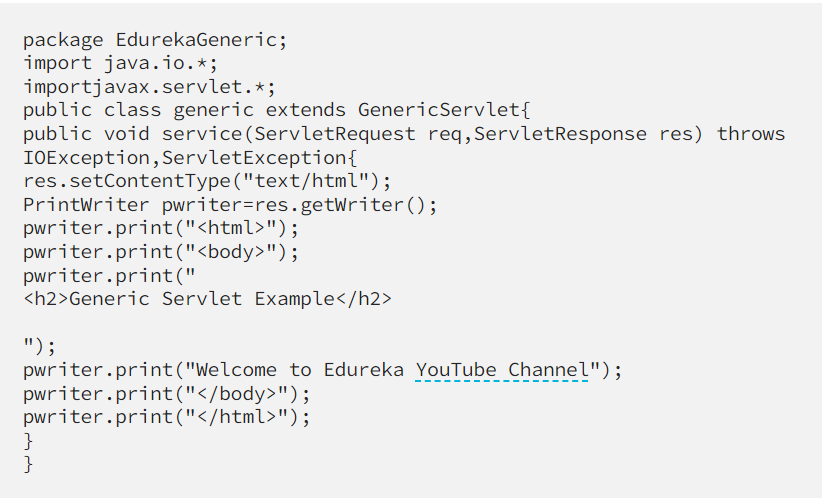 package EdurekaGeneric;
import java.io.*;
importjavax.servlet.*;
public class generic extends GenericServlet{
public void service(ServletRequest req,ServletResponse res) throws
IOException,ServletException{
res.setContentType("text/html");
PrintWriter pwriter=res.getWriter();
pwriter.print("<html>");
pwriter.print("<body>");
pwriter.print("
<h2>Generic Servlet Example</h2>

");
pwriter.print("Welcome to Edureka YouTube Channel");
pwriter.print("</body>");
pwriter.print("</html>");
}
}